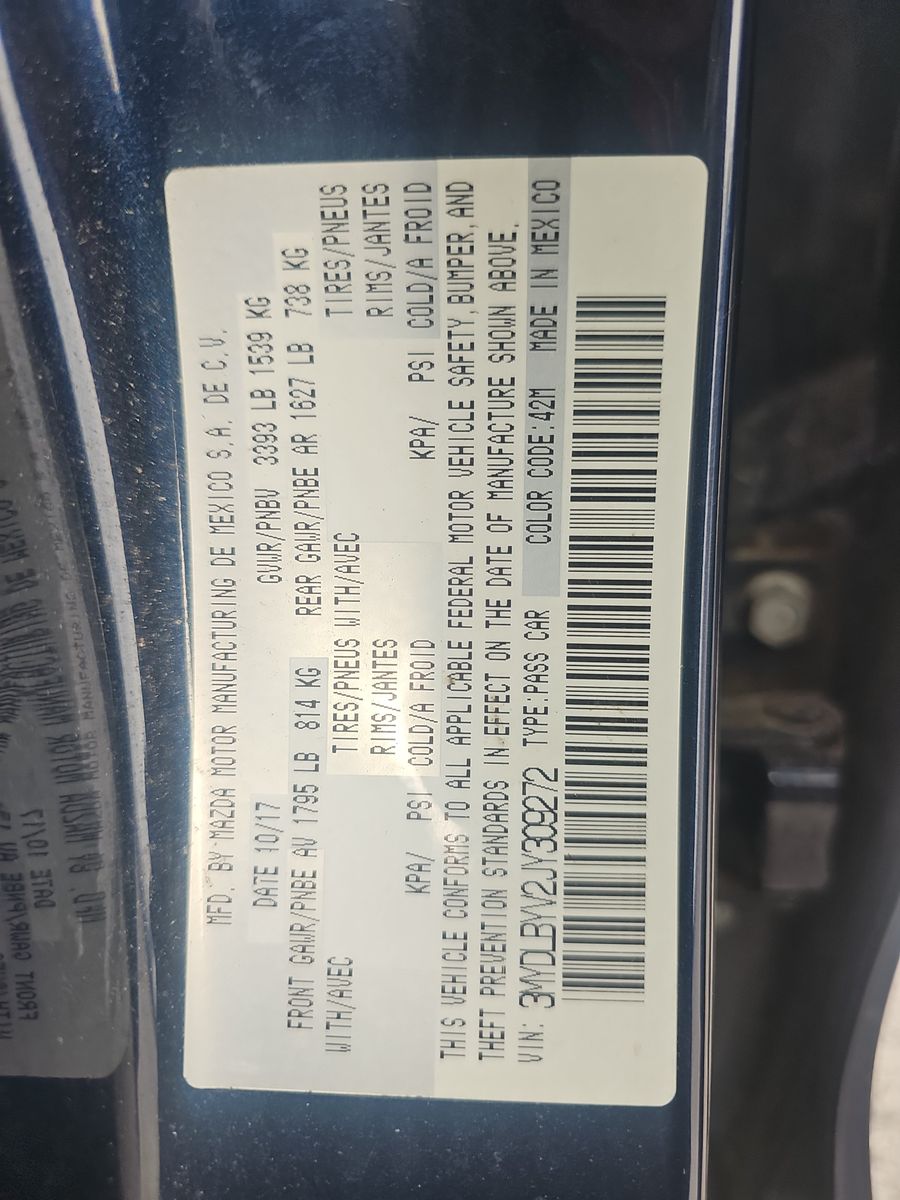 MFD. BY MAZDA MOTOR MANUFACTURING DE MEXICO S.A. DE C.V.
DATE 10/17 GVWR/PNBV 3393 LB 1539 KG
FRONT GAWR/PNBE AV 1795 LB 814 KG REAR GAWR/PNBE AR 1627 LB 738 KG
WITH/AVEC TIRES/PNEUS WITH/AVEC TIRES/PNEUS
RIMS/JANTES RIMS/JANTES
KPA/ PSI COLD/A FROID KPA/ PSI COLD/A FROID
THIS VEHICLE CONFORMS TO ALL APPLICABLE FEDERAL MOTOR VEHICLE SAFETY, BUMPER, AND
THEFT PREVENTION STANDARDS IN EFFECT ON THE DATE OF MANUFACTURE SHOWN ABOVE.
VIN: 3MYDLBYV2JY309272 TYPE:PASS CAR COLOR CODE:42M MADE IN MEXICO